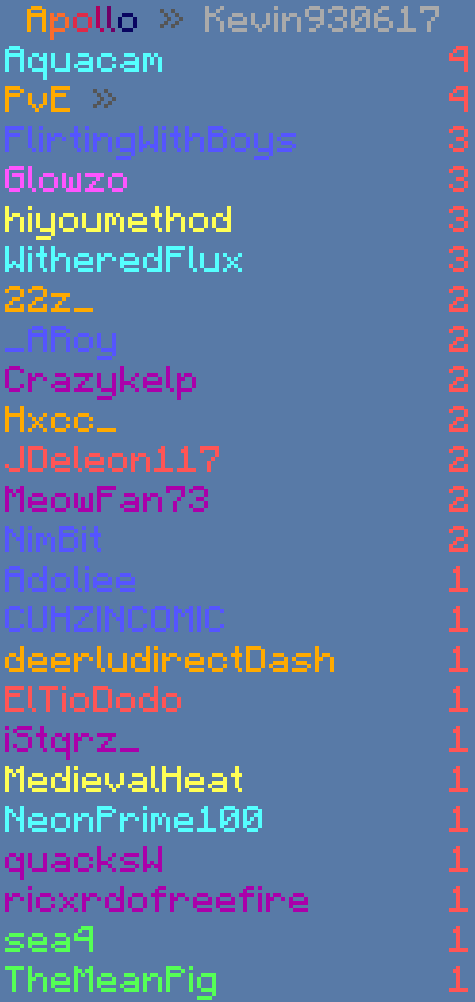 Apollo » Kevin930617
Aquacam 4
PvE » 4
FlirtingWithBoys 3
Glowzo 3
hiyoumethod 3
WitheredFlux 3
22z_ 2
_ARoy 2
Crazykelp 2
Hxcc_ 2
JDeleon117 2
MeowFan73 2
NimBit 2
Adoliee 1
CUHZINCOMIC 1
deerludirectDash 1
ElTioDodo 1
iStqrz_ 1
MedievalHeat 1
NeonPrime100 1
quacksW 1
ricxrdofreefire 1
sea9 1
TheMeanPig 1